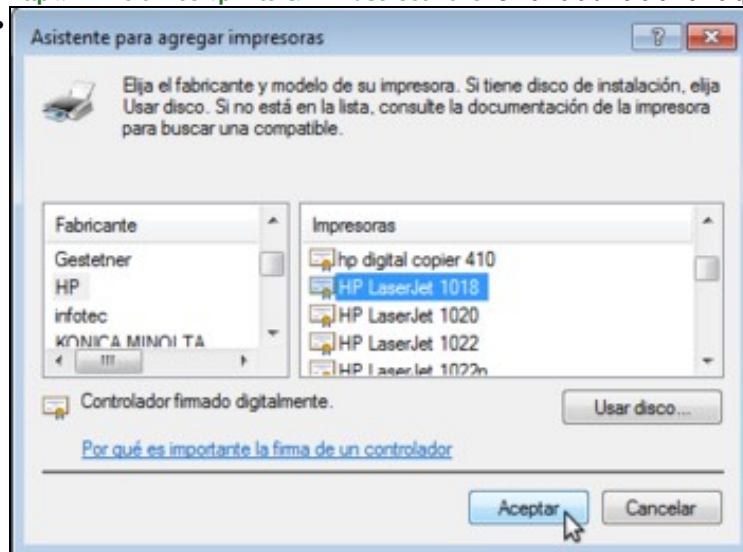 Asistente para agregar impresoras
Elija el fabricante y modelo de su impresora. Si tiene disco de instalación, elija
Usar disco. Si no está en la lista, consulte la documentación de la impresora
para buscar una compatible.
Fabricante
Gestetner
HP
infotec
KONICA MINOLTA
Impresoras
hp digital copier 410
HP LaserJet 1018
HP LaserJet 1020
HP LaserJet 1022
HP LaserJet 1022n
Controlador firmado digitalmente.
Usar disco...
Por qué es importante la firma de un controlador
Aceptar
Cancelar